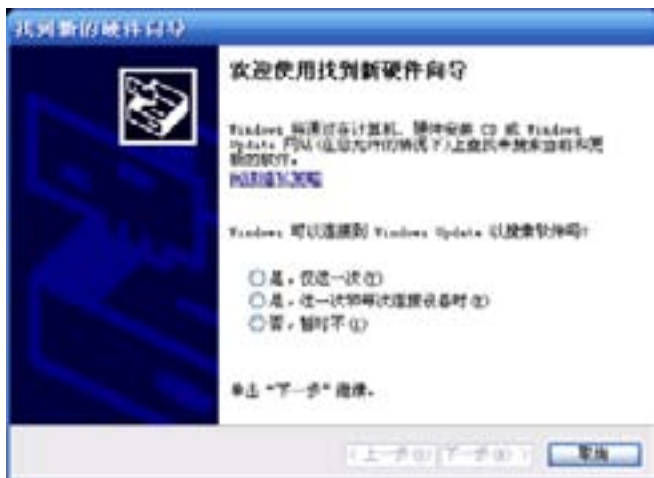 找到新的硬件向导
欢迎使用找到新硬件向导
Windows 将通过在计算机、硬件安装 CD 或 Windows
Update 网站(在您允许的情况下)上查找来搜索当前和更
新的软件。
阅读隐私策略
Windows 可以连接到 Windows Update 以搜索软件吗?
是，仅这一次(Y)
是，这一次和每次连接设备时(E)
否，暂时不(T)
单击“下一步”继续。
<上一步(B) 下一步(N)> 取消